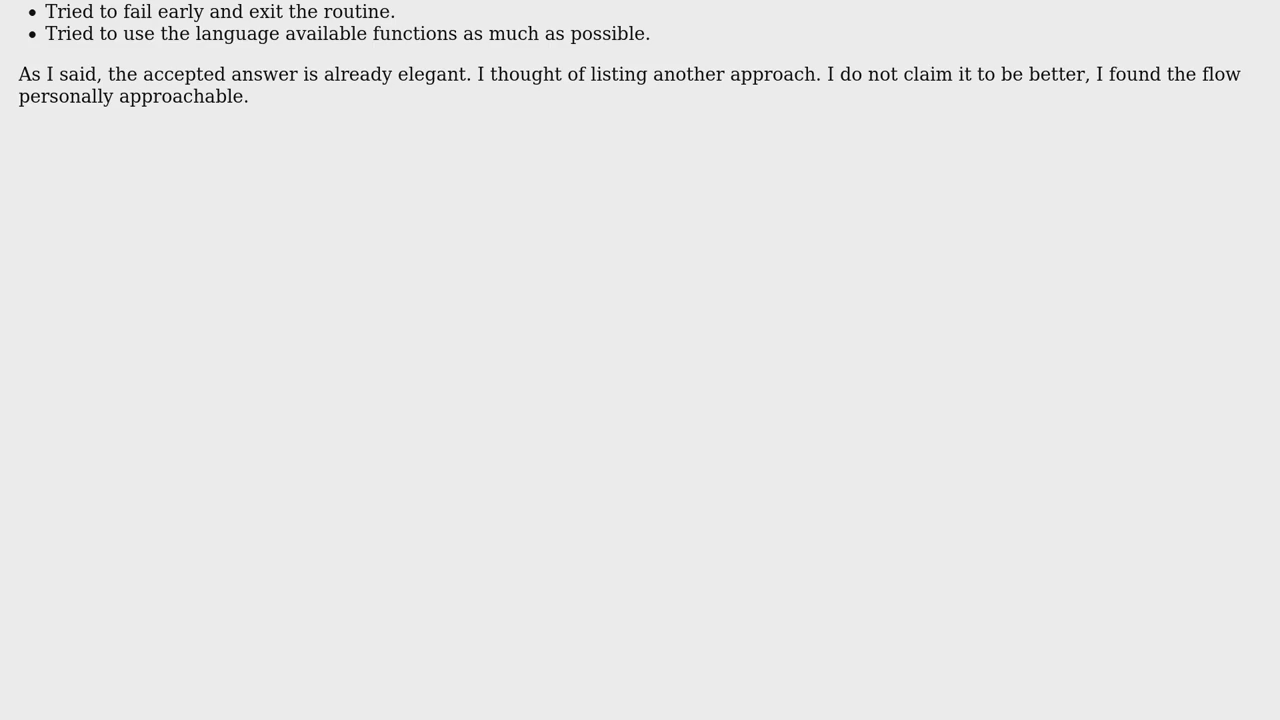 • Tried to fail early and exit the routine.
• Tried to use the language available functions as much as possible.
As I said, the accepted answer is already elegant. I thought of listing another approach. I do not claim it to be better, I found the flow
personally approachable.